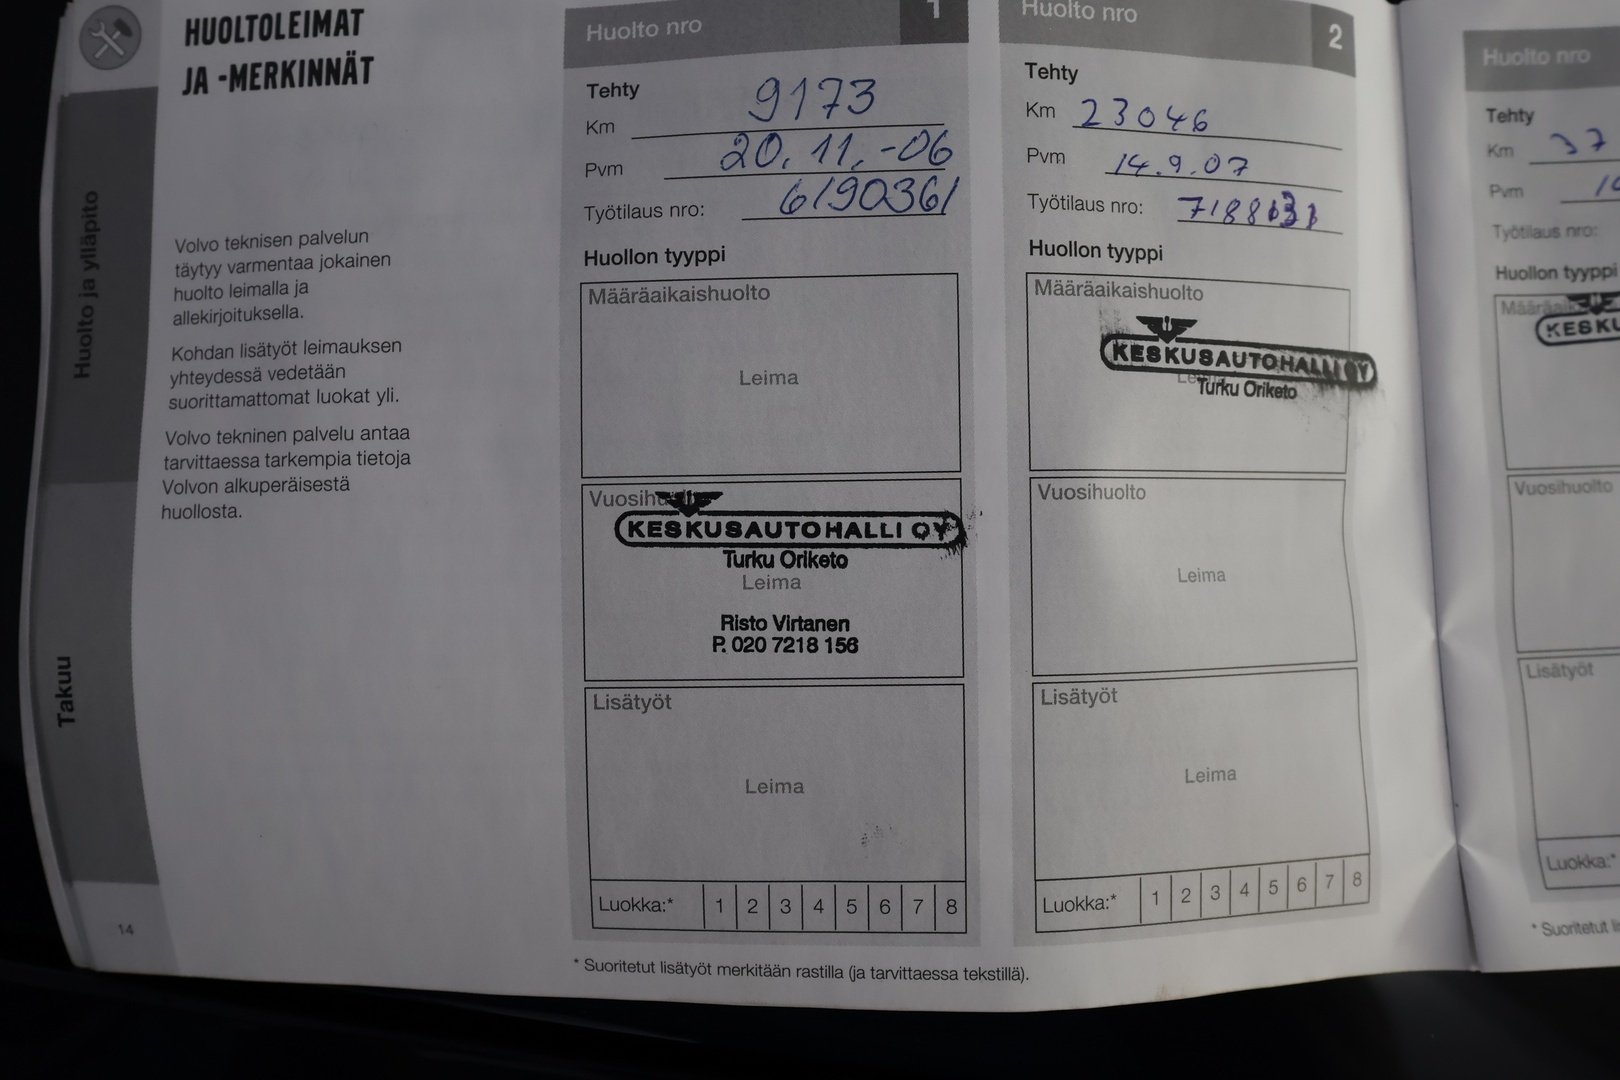 HUOLTOLEIMAT
JA -MERKINNÄT
Huolto ja ylläpito
Takuu
Volvo teknisen palvelun
täytyy varmentaa jokainen
huolto leimalla ja
allekirjoituksella.
Kohdan lisätyöt leimauksen
yhteydessä vedetään
suorittamattomat luokat yli.
Volvo tekninen palvelu antaa
tarvittaessa tarkempia tietoja
Volvon alkuperäisestä
huollosta.
14
Huolto nro 1
Tehty
Km 9173
Pvm 20.11.-06
Työtilaus nro: 6190361
Huollon tyyppi
Määräaikaishuolto
Leima
Vuosihuolto
KESKUSAUTOHALLI OY
Turku Oriketo
Leima
Risto Virtanen
P. 020 7218 156
Lisätyöt
Leima
Luokka:* 1 2 3 4 5 6 7 8
* Suoritetut lisätyöt merkitään rastilla (ja tarvittaessa tekstillä).
Huolto nro 2
Tehty
Km 23046
Pvm 14.9.07
Työtilaus nro:
Huollon tyyppi
Määräaikaishuolto
KESKUSAUTOHALLI OY
Leima
Turku Oriketo
Vuosihuolto
Leima
Lisätyöt
Leima
Luokka:* 1 2 3 4 5 6 7 8
Huolto nro
Tehty
Km 37
Pvm
Työtilaus nro:
Huollon tyyppi
KESKU
Vuosihuolto
Lisätyöt
Luokka:*
* Suoritetut